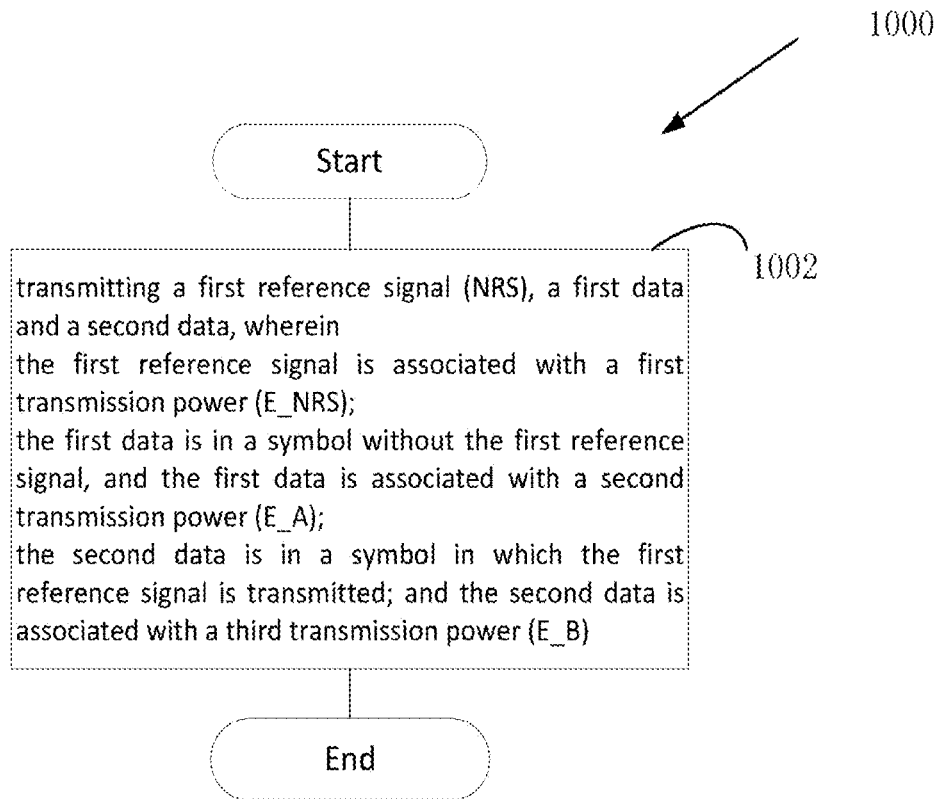 1000
Start
1002
transmitting a first reference signal (NRS), a first data
and a second data, wherein
the first reference signal is associated with a first
transmission power (E_NRS);
the first data is in a symbol without the first reference
signal, and the first data is associated with a second
transmission power (E_A);
the second data is in a symbol in which the first
reference signal is transmitted; and the second data is
associated with a third transmission power (E_B)
End